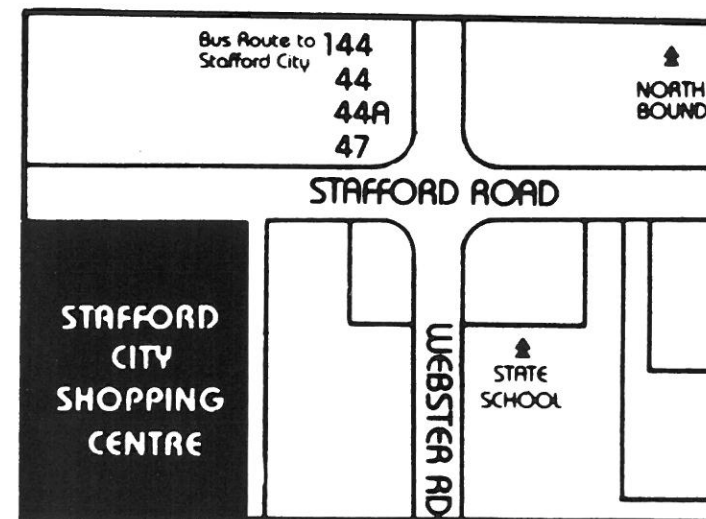 Bus Route to 144
Stafford City
44
44A
47
NORTH
BOUND
STAFFORD ROAD
STAFFORD
CITY
SHOPPING
CENTRE
WEBSTER RD
STATE
SCHOOL